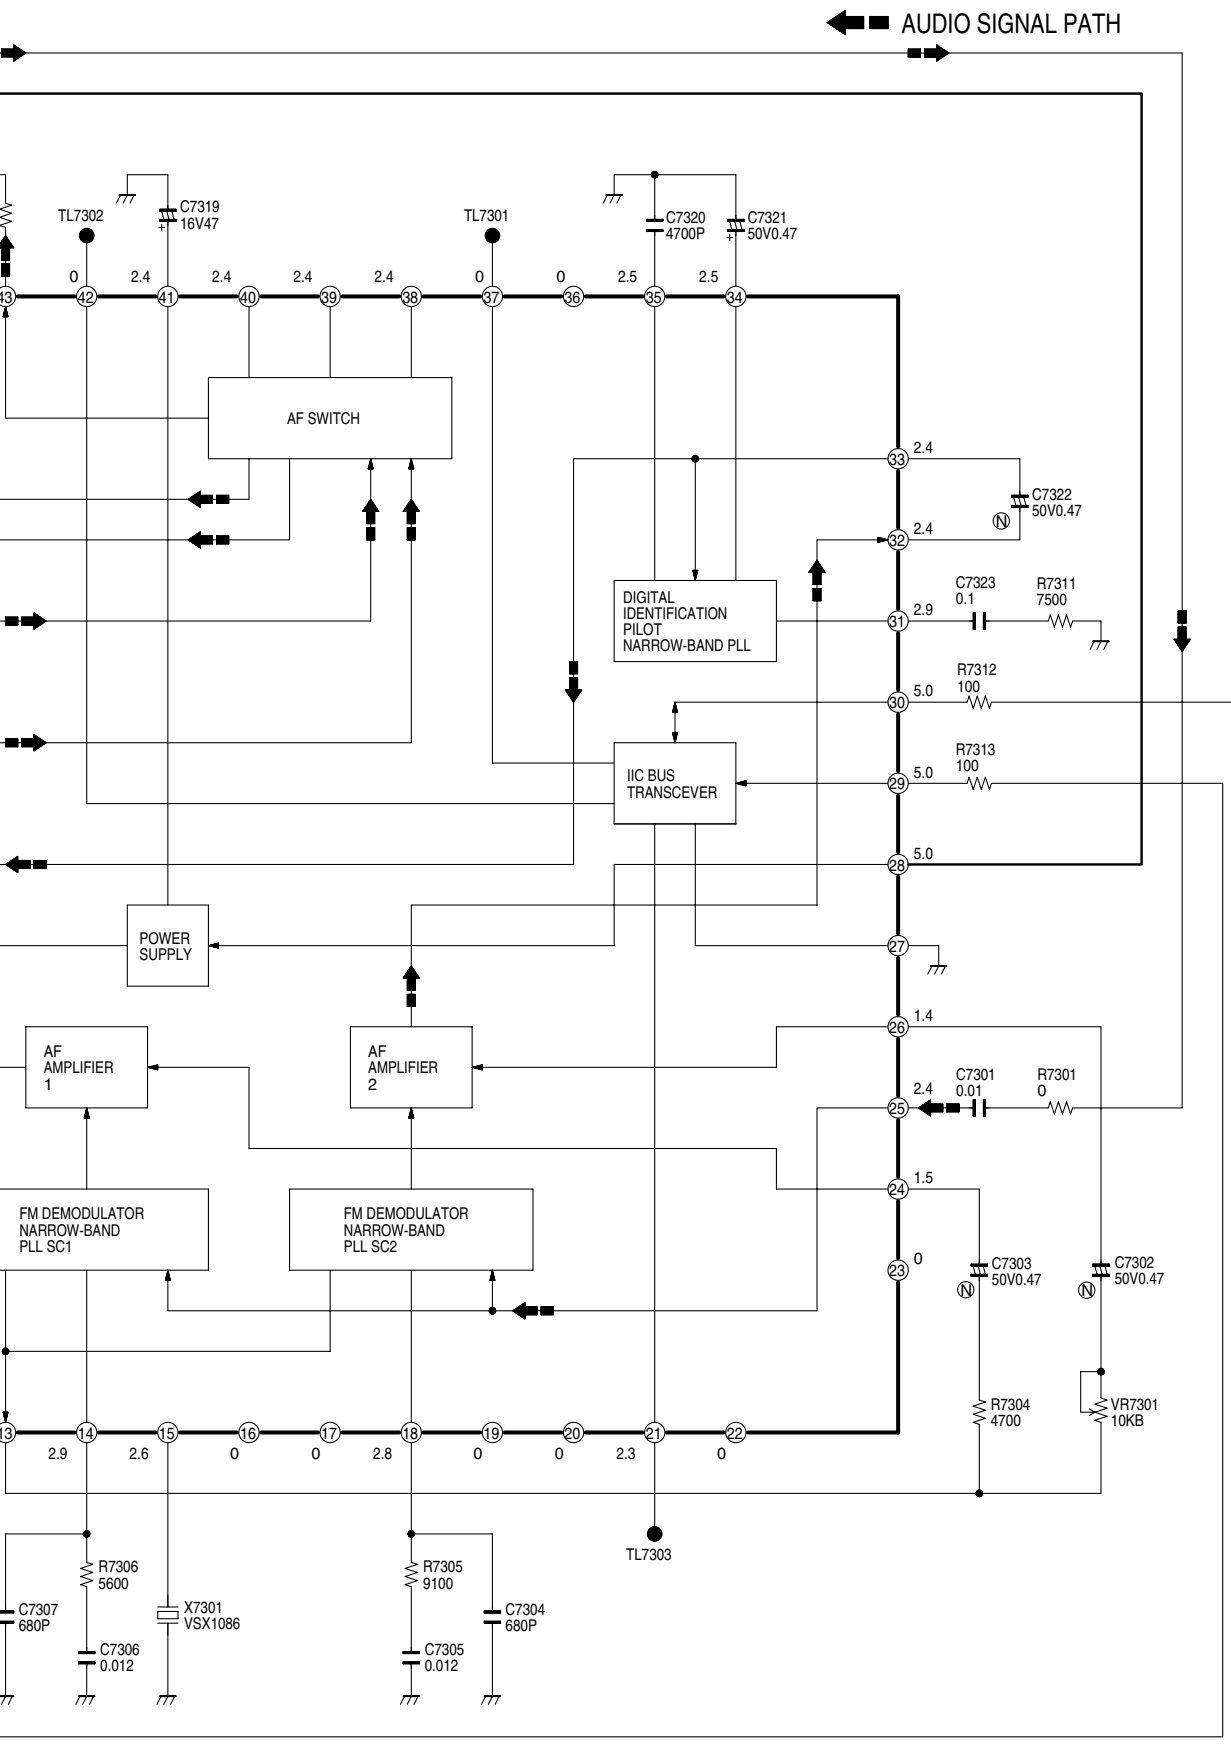 AUDIO SIGNAL PATH
TL7302
C7319
16V47
+
TL7301
C7320
4700P
C7321
50V0.47
+
0
2.4
2.4
2.4
2.4
0
0
2.5
2.5
43
42
41
40
39
38
37
36
35
34
AF SWITCH
33
2.4
C7322
50V0.47
N
32
2.4
DIGITAL
IDENTIFICATION
PILOT
NARROW-BAND PLL
C7323
0.1
R7311
7500
31
2.9
R7312
100
30
5.0
IIC BUS
TRANSCEVER
R7313
100
29
5.0
28
5.0
POWER
SUPPLY
27
26
1.4
AF
AMPLIFIER
1
AF
AMPLIFIER
2
C7301
0.01
R7301
0
25
2.4
24
1.5
FM DEMODULATOR
NARROW-BAND
PLL SC1
FM DEMODULATOR
NARROW-BAND
PLL SC2
23
0
C7303
50V0.47
N
C7302
50V0.47
N
R7304
4700
VR7301
10KB
13
14
15
16
17
18
19
20
21
22
2.9
2.6
0
0
2.8
0
0
2.3
0
TL7303
R7306
5600
R7305
9100
C7307
680P
X7301
VSX1086
C7304
680P
C7306
0.012
C7305
0.012